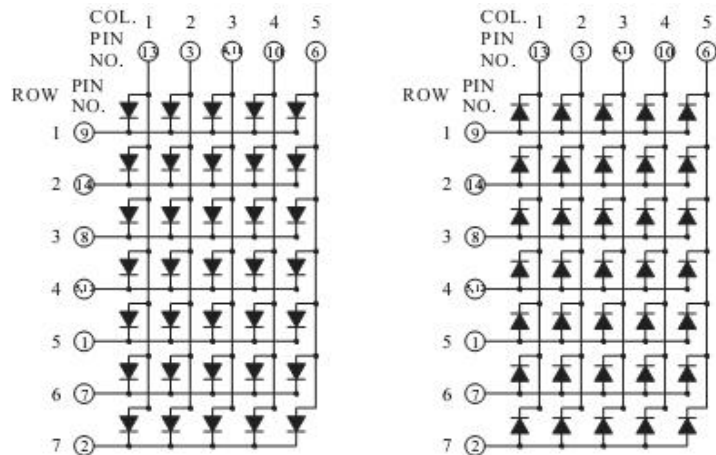 COL. 1 2 3 4 5
PIN
NO. 13 3 4,11 10 6
ROW PIN
NO.
1 9
2 14
3 8
4 5,12
5 1
6 7
7 2
COL. 1 2 3 4 5
PIN
NO. 13 3 4,11 10 6
ROW PIN
NO.
1 9
2 14
3 8
4 5,12
5 1
6 7
7 2